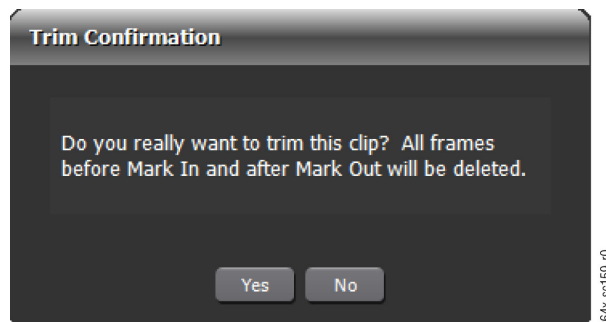 Trim Confirmation
Do you really want to trim this clip?  All frames
before Mark In and after Mark Out will be deleted.
Yes
No